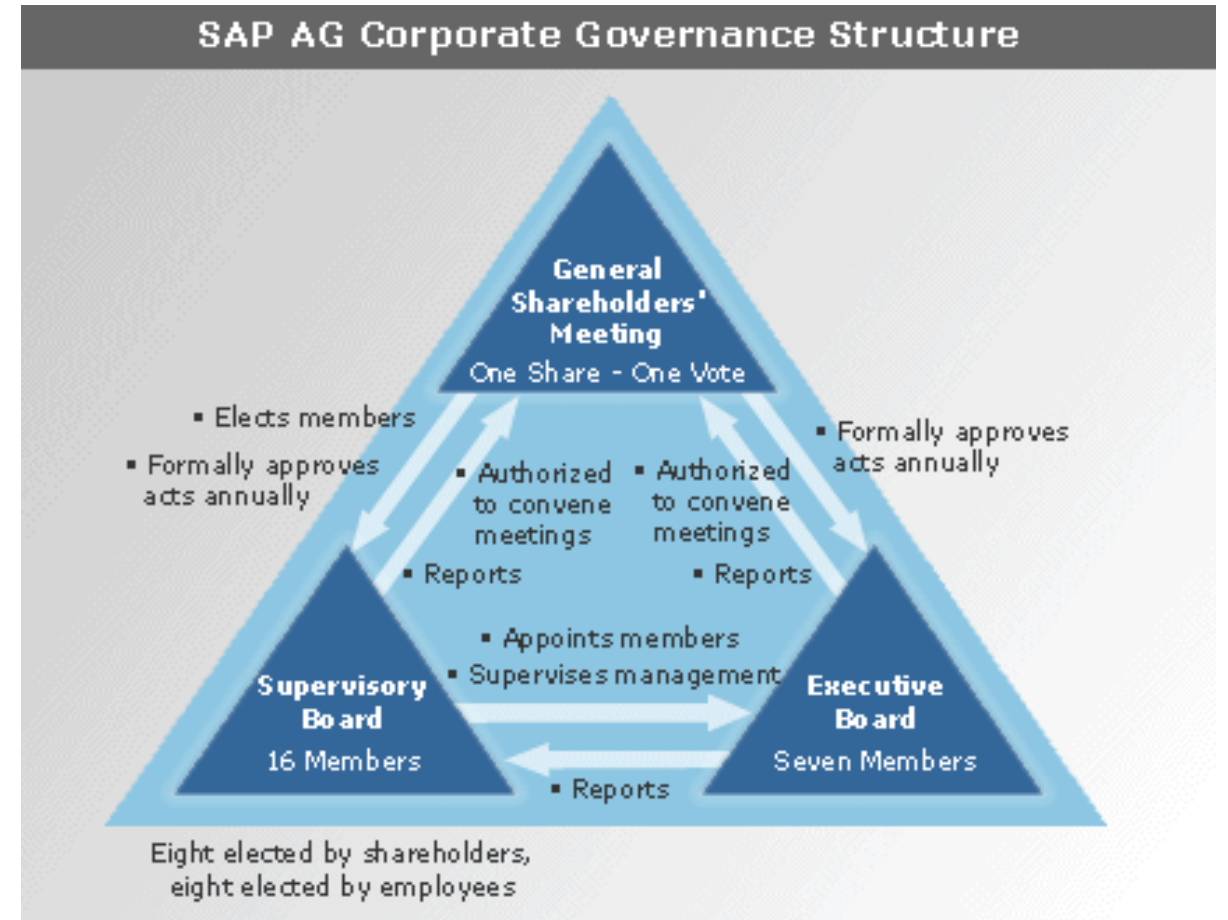 SAP AG Corporate Governance Structure
General
Shareholders'
Meeting
One Share - One Vote
▪ Elects members
▪ Formally approves
acts annually
▪ Formally approves
acts annually
▪ Authorized
to convene
meetings
▪ Authorized
to convene
meetings
▪ Reports
▪ Reports
▪ Appoints members
▪ Supervises management
Supervisory
Board
16 Members
Executive
Board
Seven Members
▪ Reports
Eight elected by shareholders,
eight elected by employees